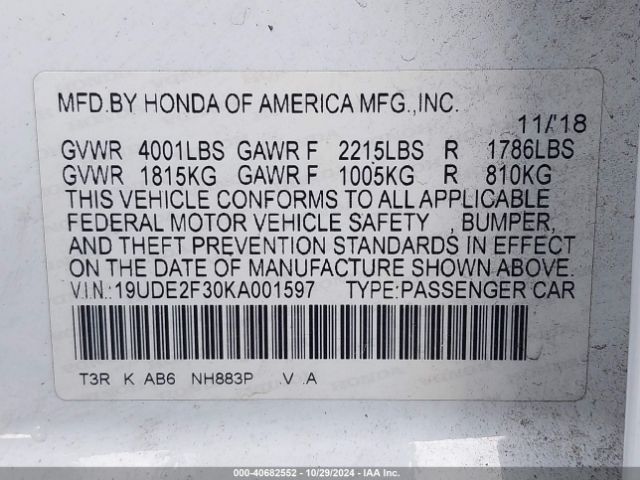 MFD.BY HONDA OF AMERICA MFG.,INC.
11/'18
GVWR 4001LBS GAWR F 2215LBS R 1786LBS
GVWR 1815KG GAWR F 1005KG R 810KG
THIS VEHICLE CONFORMS TO ALL APPLICABLE
FEDERAL MOTOR VEHICLE SAFETY , BUMPER,
AND THEFT PREVENTION STANDARDS IN EFFECT
ON THE DATE OF MANUFACTURE SHOWN ABOVE.
V.I.N.:19UDE2F30KA001597 TYPE:PASSENGER CAR
T3R K AB6 NH883P V .A
000-40682552 - 10/29/2024 - IAA Inc.